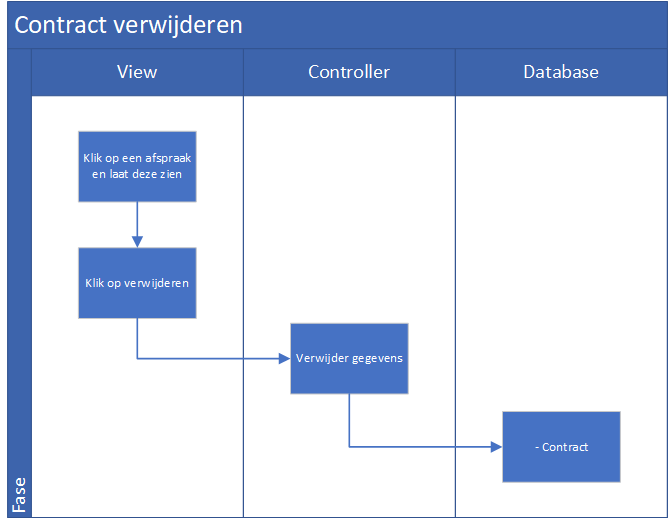 Contract verwijderen
View
Controller
Database
Klik op een afspraak
en laat deze zien
Klik op verwijderen
Verwijder gegevens
- Contract
Fase